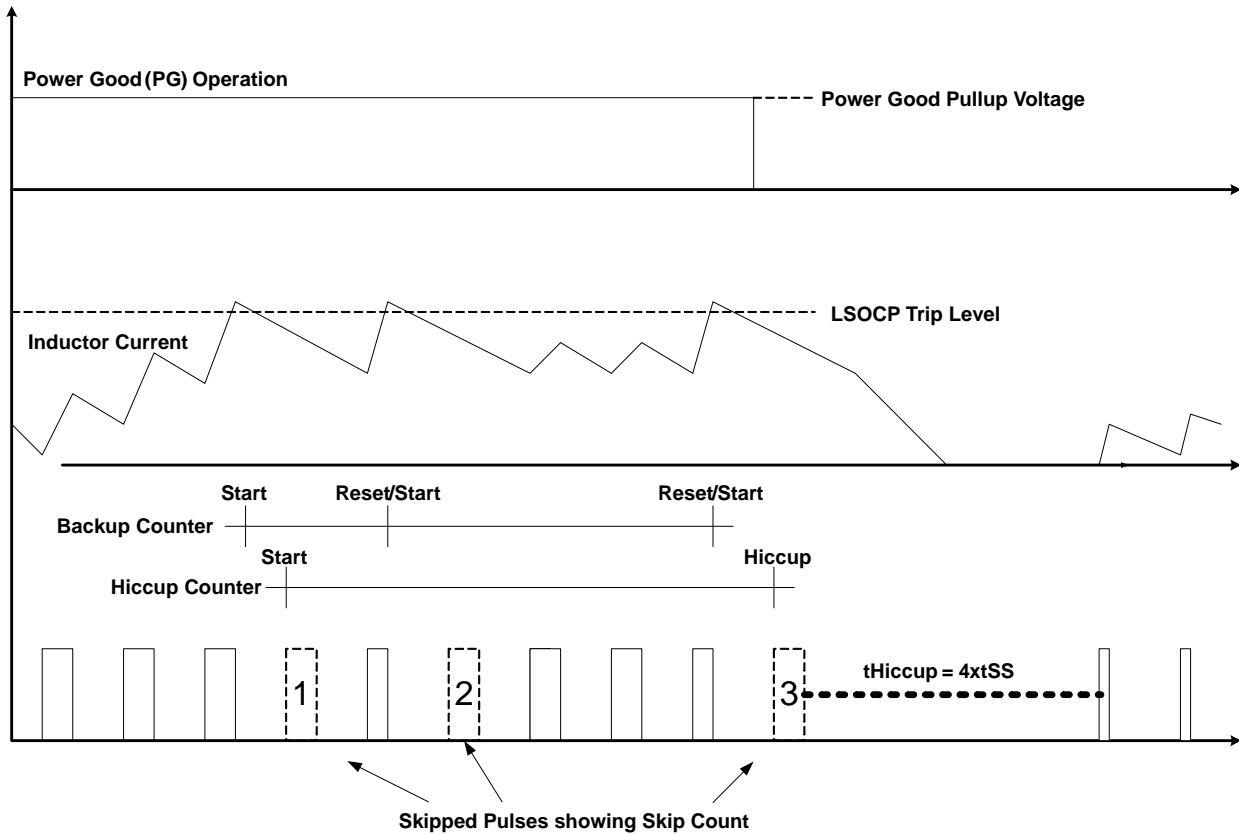 Power Good (PG) Operation
Power Good Pullup Voltage
LSOCP Trip Level
Inductor Current
Start
Reset/Start
Reset/Start
Backup Counter
Start
Hiccup
Hiccup Counter
tHiccup = 4xtSS
1
2
3
Skipped Pulses showing Skip Count